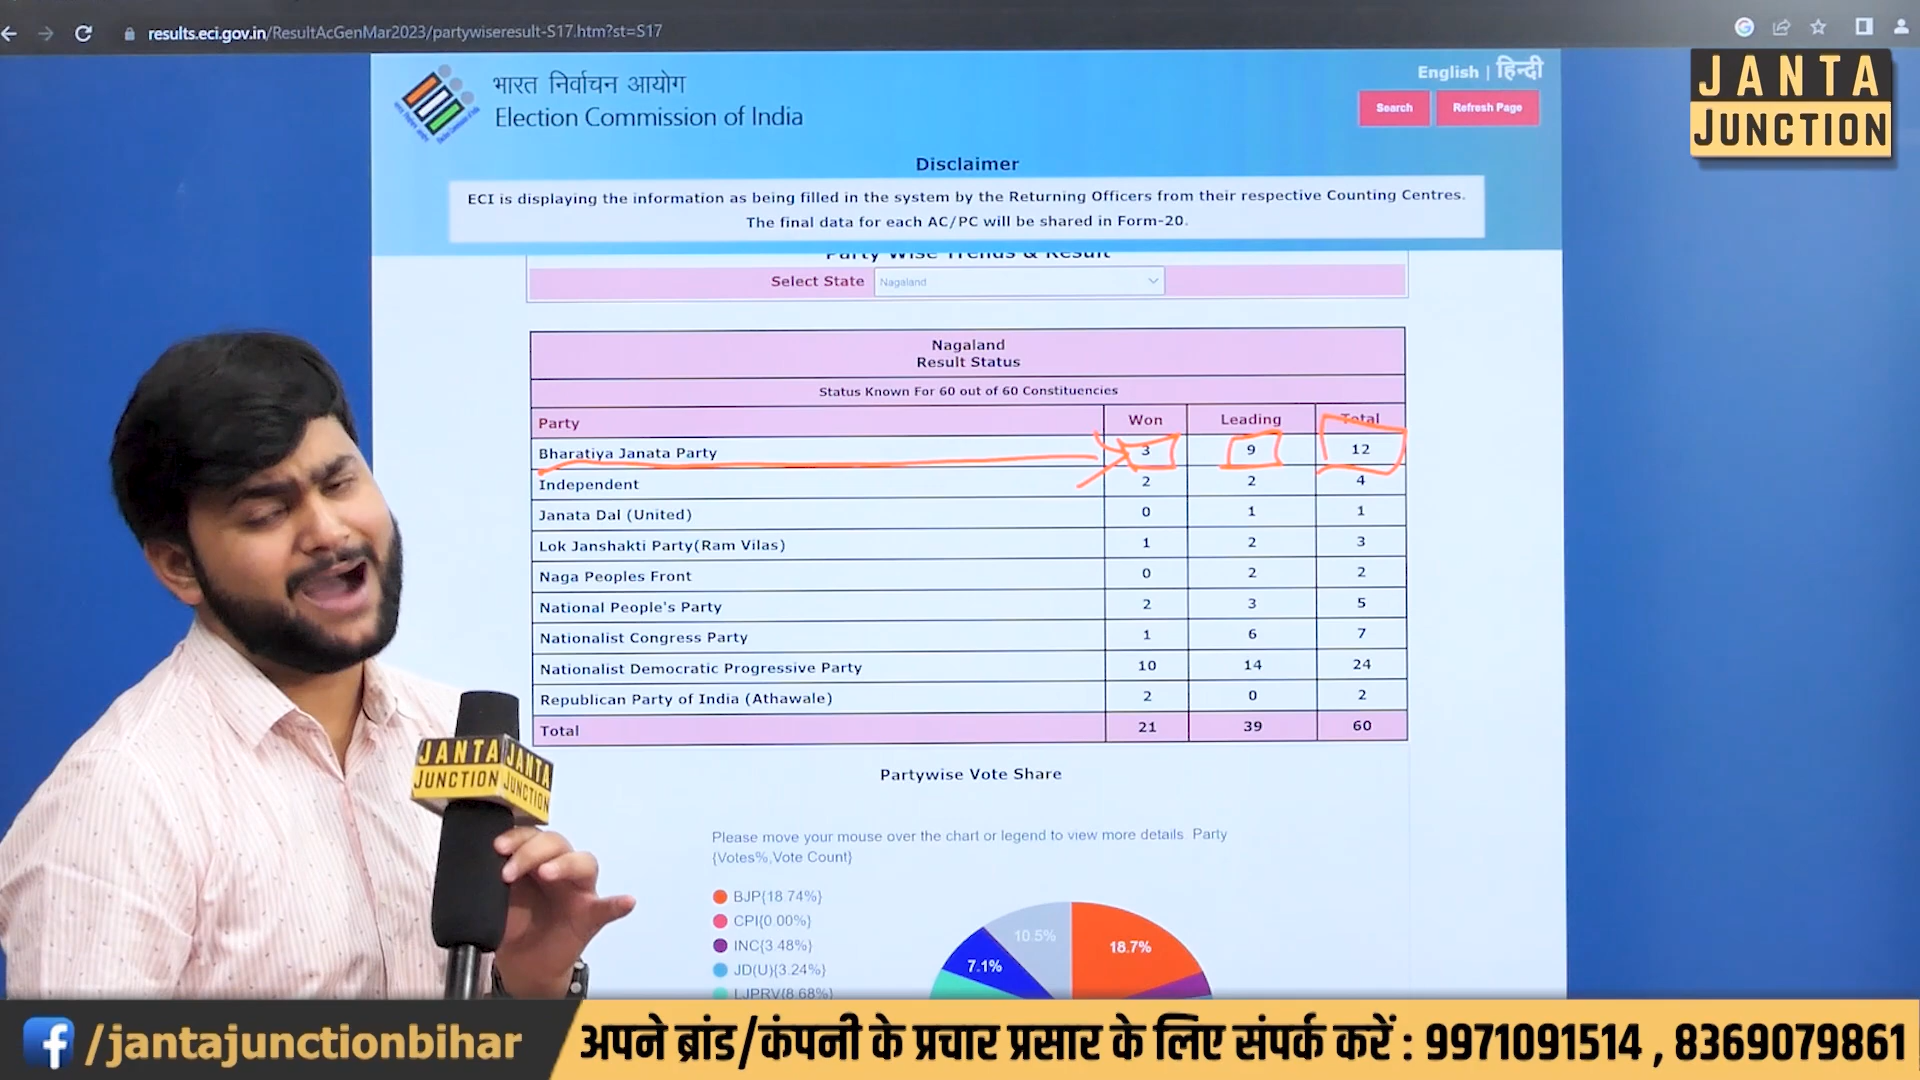 results.eci.gov.in/ResultAcGenMar2023/partywiseresult-S17.htm?st=S17
JANTA
JUNCTION
भारत निर्वाचन आयोग
Election Commission of India
English | हिन्दी
Search
Refresh Page
Disclaimer
ECI is displaying the information as being filled in the system by the Returning Officers from their respective Counting Centres.
The final data for each AC/PC will be shared in Form-20.
Party Wise Trends & Result
Select State Nagaland
Nagaland
Result Status
Status Known For 60 out of 60 Constituencies
Party Won Leading Total
Bharatiya Janata Party 3 9 12
Independent 2 2 4
Janata Dal (United) 0 1 1
Lok Janshakti Party(Ram Vilas) 1 2 3
Naga Peoples Front 0 2 2
National People's Party 2 3 5
Nationalist Congress Party 1 6 7
Nationalist Democratic Progressive Party 10 14 24
Republican Party of India (Athawale) 2 0 2
Total 21 39 60
Partywise Vote Share
Please move your mouse over the chart or legend to view more details. Party
{Votes%,Vote Count}
BJP{18.74%}
CPI{0.00%}
INC{3.48%}
JD(U){3.24%}
LJPRV{8.68%}
10.5%
18.7%
7.1%
JANTA JANTA
JUNCTION JUNCTION
/jantajunctionbihar
अपने ब्रांड/कंपनी के प्रचार प्रसार के लिए संपर्क करें : 9971091514 , 8369079861